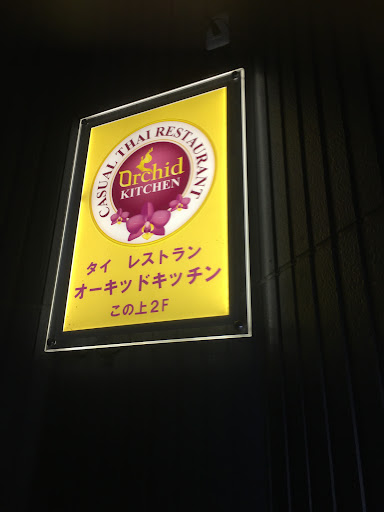 CASUAL THAI RESTAURANT
Orchid
KITCHEN
タイ レストラン
オーキッドキッチン
この上2F